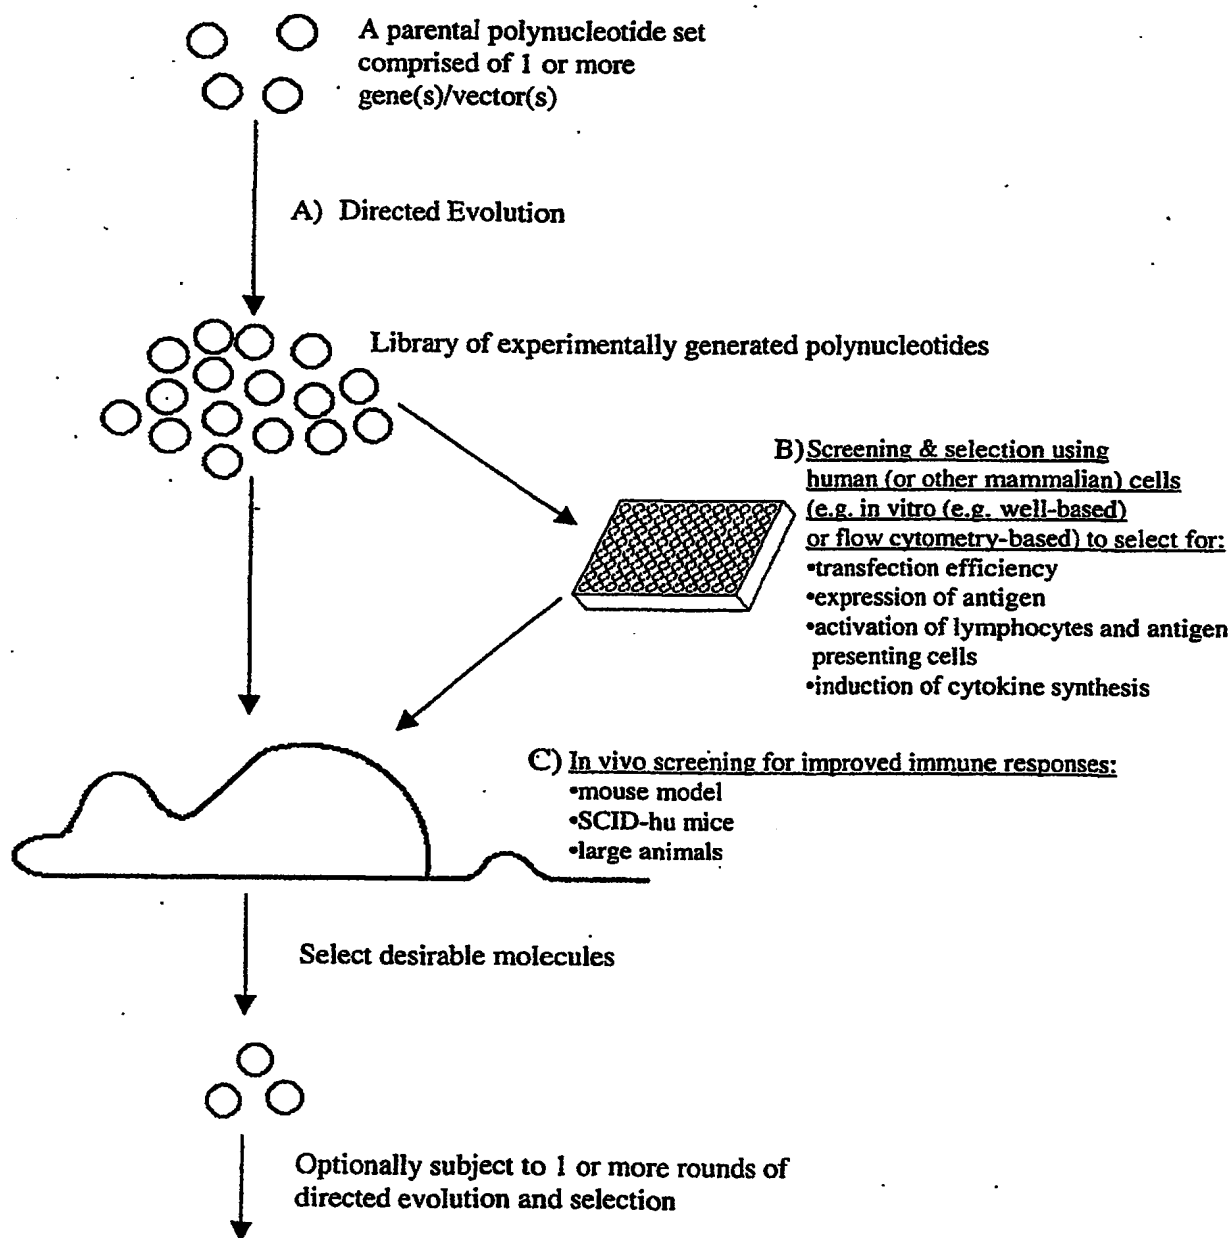 A parental polynucleotide set
comprised of 1 or more
gene(s)/vector(s)
A) Directed Evolution
Library of experimentally generated polynucleotides
B) Screening & selection using
human (or other mammalian) cells
(e.g. in vitro (e.g. well-based)
or flow cytometry-based) to select for:
•transfection efficiency
•expression of antigen
•activation of lymphocytes and antigen
presenting cells
•induction of cytokine synthesis
C) In vivo screening for improved immune responses:
•mouse model
•SCID-hu mice
•large animals
Select desirable molecules
Optionally subject to 1 or more rounds of
directed evolution and selection